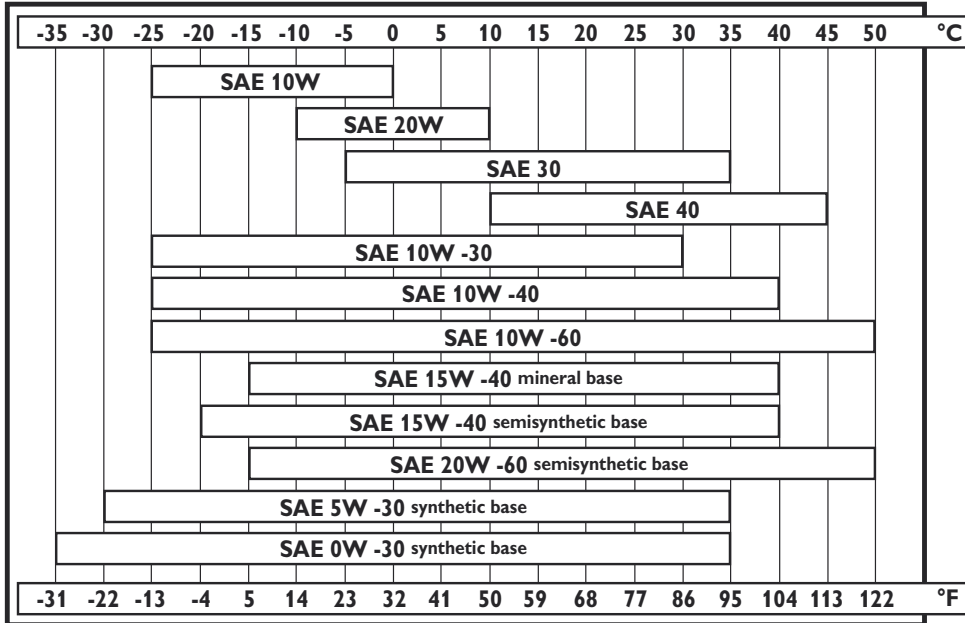 -35 -30 -25 -20 -15 -10 -5 0 5 10 15 20 25 30 35 40 45 50 °C
SAE 10W
SAE 20W
SAE 30
SAE 40
SAE 10W -30
SAE 10W -40
SAE 10W -60
SAE 15W -40 mineral base
SAE 15W -40 semisynthetic base
SAE 20W -60 semisynthetic base
SAE 5W -30 synthetic base
SAE 0W -30 synthetic base
-31 -22 -13 -4 5 14 23 32 41 50 59 68 77 86 95 104 113 122 °F